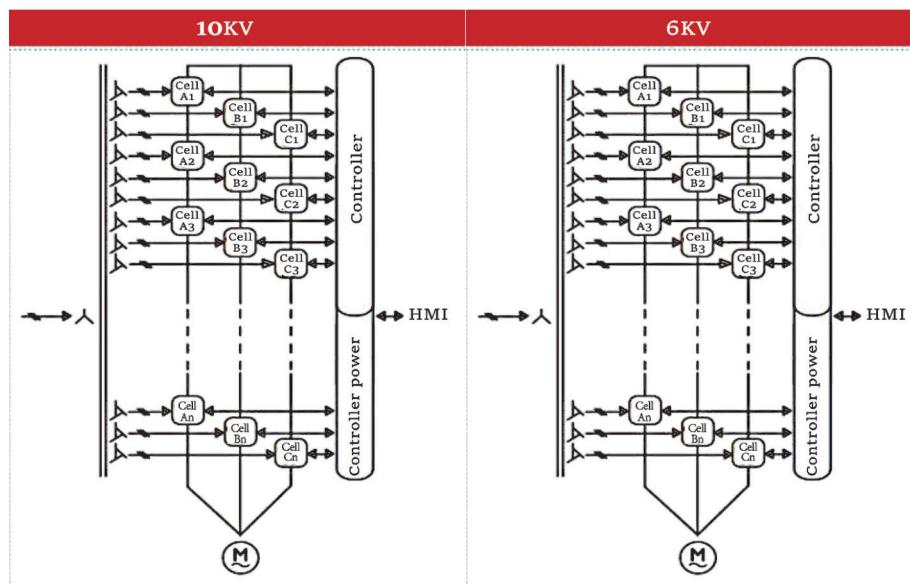 10KV
Cell
A1
Cell
B1
Cell
C1
Cell
A2
Cell
B2
Cell
C2
Cell
A3
Cell
B3
Cell
C3
Controller
HMI
Cell
An
Cell
Bn
Cell
Cn
Controller power
M
6KV
Cell
A1
Cell
B1
Cell
C1
Cell
A2
Cell
B2
Cell
C2
Cell
A3
Cell
B3
Cell
C3
Controller
HMI
Cell
An
Cell
Bn
Cell
Cn
Controller power
M